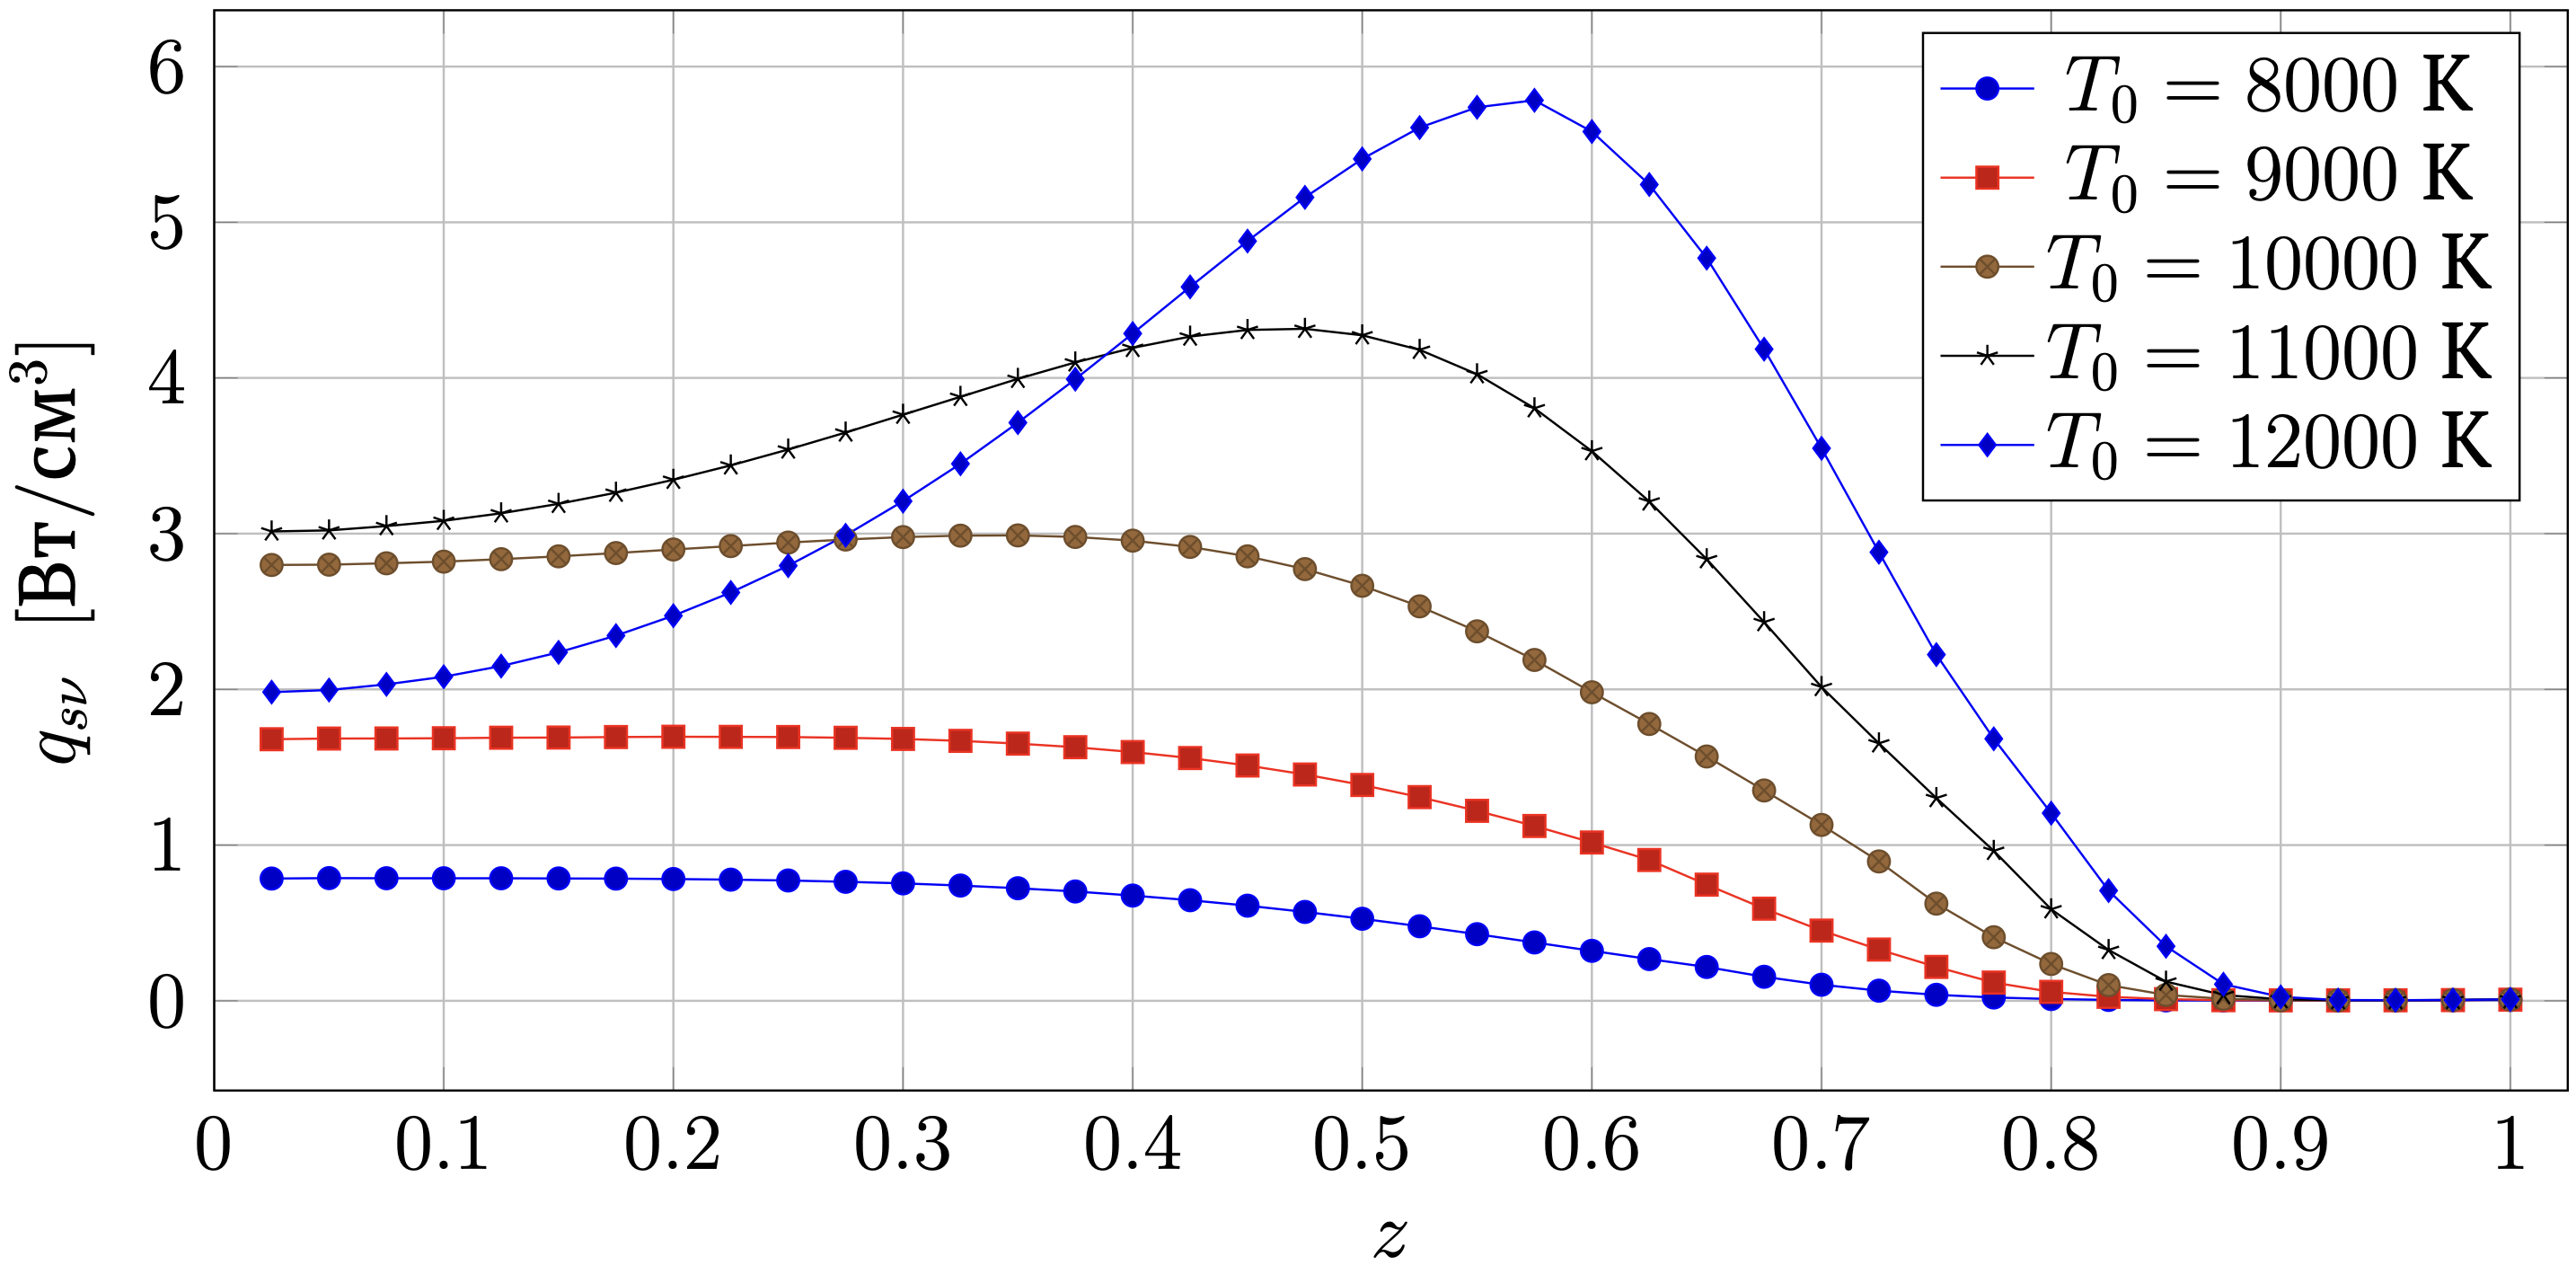 6
5
4
3
2
1
0
0 0.1 0.2 0.3 0.4 0.5 0.6 0.7 0.8 0.9 1
z
q_{sν} [Вт/см³]
T₀ = 8000 К
T₀ = 9000 К
T₀ = 10000 К
T₀ = 11000 К
T₀ = 12000 К